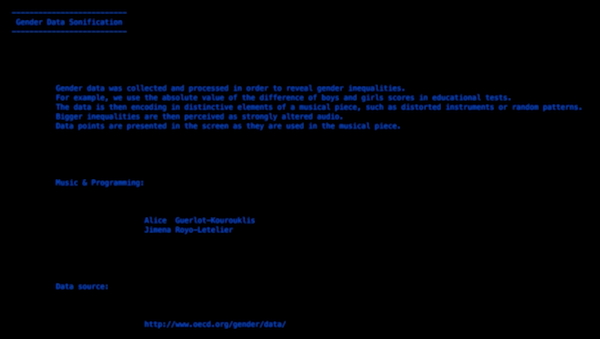 Gender Data Sonification
Gender data was collected and processed in order to reveal gender inequalities.
For example, we use the absolute value of the difference of boys and girls scores in educational tests.
The data is then encoding in distinctive elements of a musical piece, such as distorted instruments or random patterns.
Bigger inequalities are then perceived as strongly altered audio.
Data points are presented in the screen as they are used in the musical piece.
Music & Programming:
Alice Guerlot-Kourouklis
Jimena Royo-Letelier
Data source:
http://www.oecd.org/gender/data/